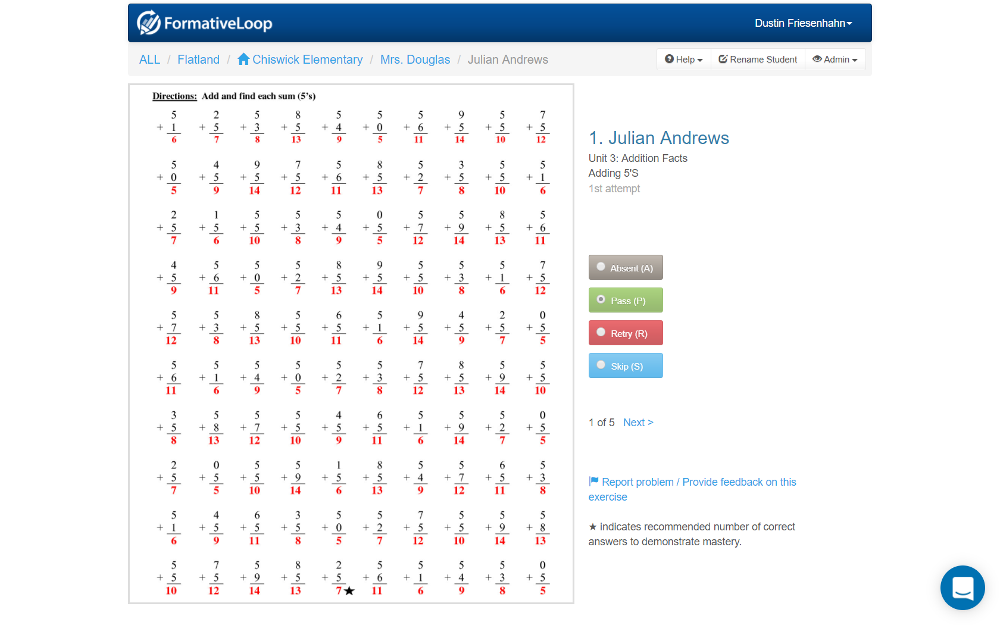 FormativeLoop
Dustin Friesenhahn
ALL / Flatland / Chiswick Elementary / Mrs. Douglas / Julian Andrews
Help Rename Student Admin
Directions: Add and find each sum (5's)
5 2 5 8 5 5 5 9 5 7
+ 1 + 5 + 3 + 5 + 4 + 0 + 6 + 5 + 5 + 5
6 7 8 13 9 5 11 14 10 12
5 4 9 7 5 8 5 3 5 5
+ 0 + 5 + 5 + 5 + 6 + 5 + 2 + 5 + 5 + 1
5 9 14 12 11 13 7 8 10 6
2 1 5 5 5 0 5 5 8 5
+ 5 + 5 + 5 + 3 + 4 + 5 + 7 + 9 + 5 + 6
7 6 10 8 9 5 12 14 13 11
4 5 5 5 8 9 5 5 5 7
+ 5 + 6 + 0 + 2 + 5 + 5 + 5 + 3 + 1 + 5
9 11 5 7 13 14 10 8 6 12
5 5 8 5 6 5 9 4 2 0
+ 7 + 3 + 5 + 5 + 5 + 1 + 5 + 5 + 5 + 5
12 8 13 10 11 6 14 9 7 5
5 5 5 5 5 7 8 5 5
+ 6 + 1 + 4 + 0 + 2 + 3 + 5 + 5 + 9 + 5
11 6 9 5 7 8 12 13 14 10
3 5 5 5 4 6 5 5 5 0
+ 5 + 8 + 7 + 5 + 5 + 5 + 1 + 9 + 2 + 5
8 13 12 10 9 11 6 14 7 5
2 0 5 5 1 8 5 5 6 5
+ 5 + 5 + 5 + 9 + 5 + 5 + 4 + 7 + 5 + 3
7 5 10 14 6 13 9 12 11 8
5 4 6 3 5 5 7 5 5 5
+ 1 + 5 + 5 + 5 + 0 + 2 + 5 + 5 + 9 + 8
6 9 11 8 5 7 12 10 14 13
5 7 5 8 2 5 5 5 5 0
+ 5 + 5 + 9 + 5 + 5 + 6 + 1 + 4 + 3 + 5
10 12 14 13 7★ 11 6 9 8 5
1. Julian Andrews
Unit 3: Addition Facts
Adding 5'S
1st attempt
Absent (A)
Pass (P)
Retry (R)
Skip (S)
1 of 5 Next >
Report problem / Provide feedback on this
exercise
★ indicates recommended number of correct
answers to demonstrate mastery.